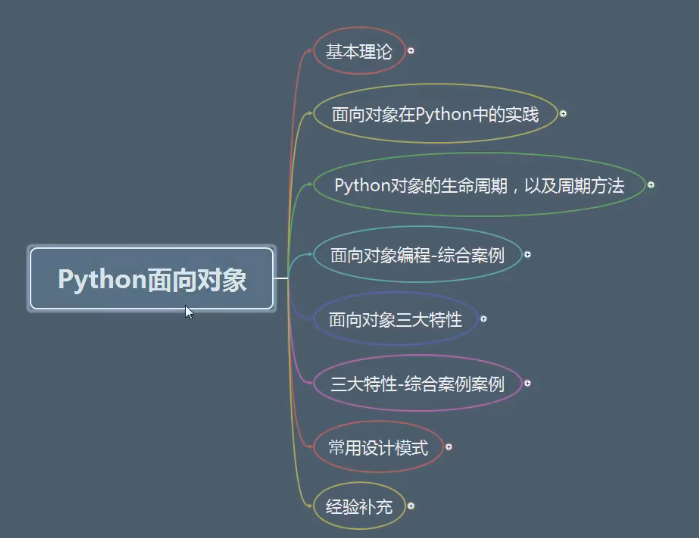 基本理论
面向对象在Python中的实践
Python对象的生命周期，以及周期方法
面向对象编程-综合案例
Python面向对象
面向对象三大特性
三大特性-综合案例案例
常用设计模式
经验补充